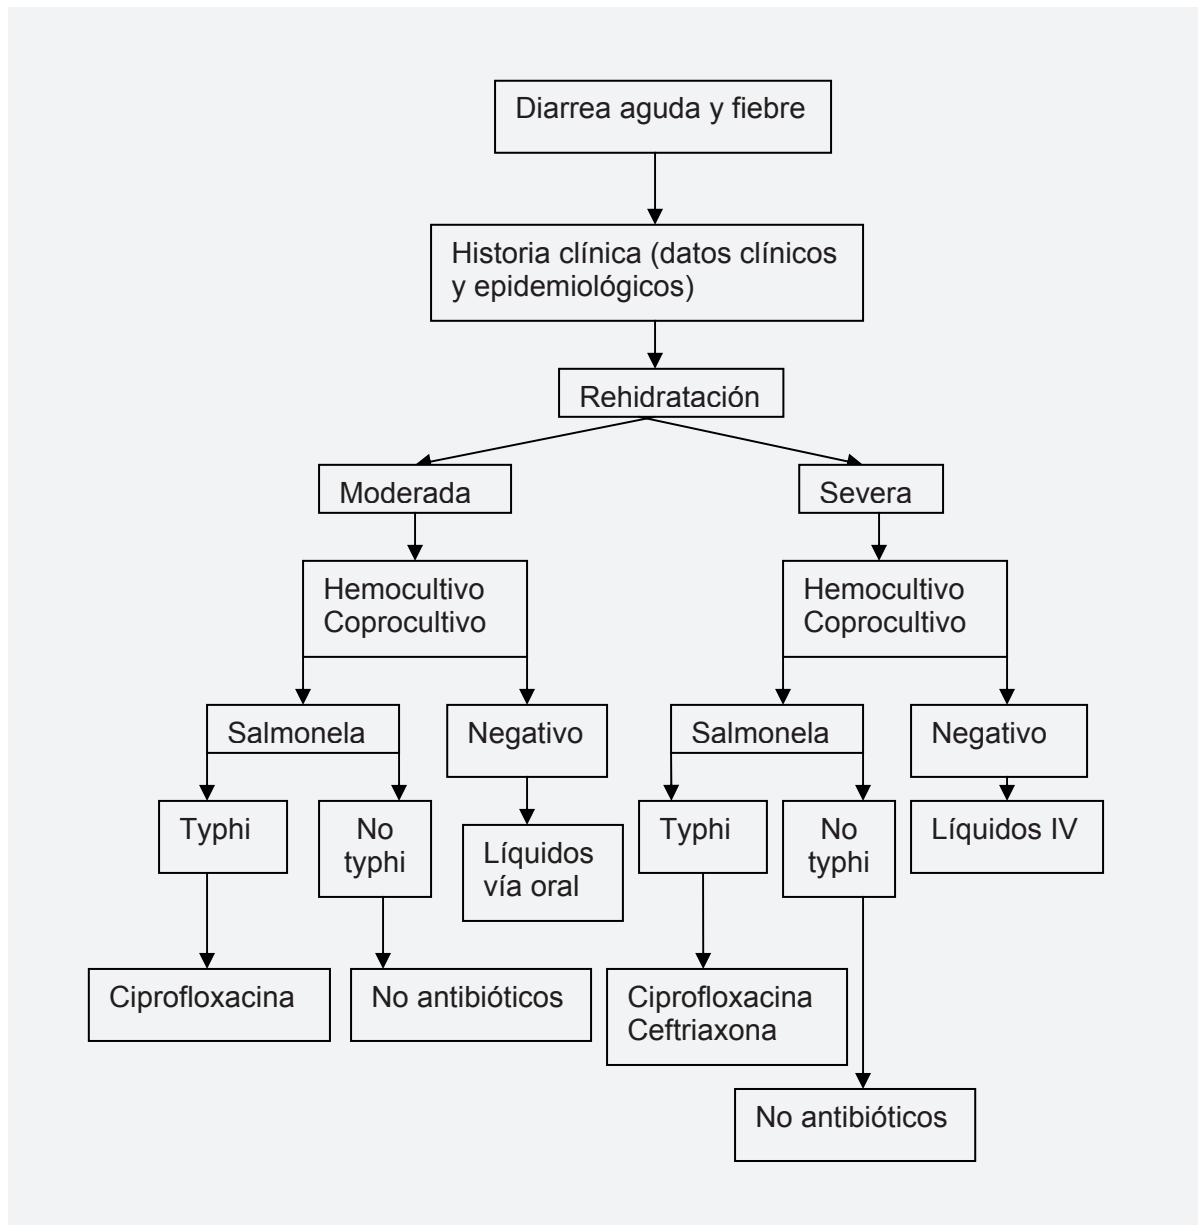 Diarrea aguda y fiebre
Historia clínica (datos clínicos
y epidemiológicos)
Rehidratación
Moderada
Severa
Hemocultivo
Coprocultivo
Hemocultivo
Coprocultivo
Salmonela
Negativo
Salmonela
Negativo
Typhi
No
typhi
Líquidos
vía oral
Typhi
No
typhi
Líquidos IV
Ciprofloxacina
No antibióticos
Ciprofloxacina
Ceftriaxona
No antibióticos